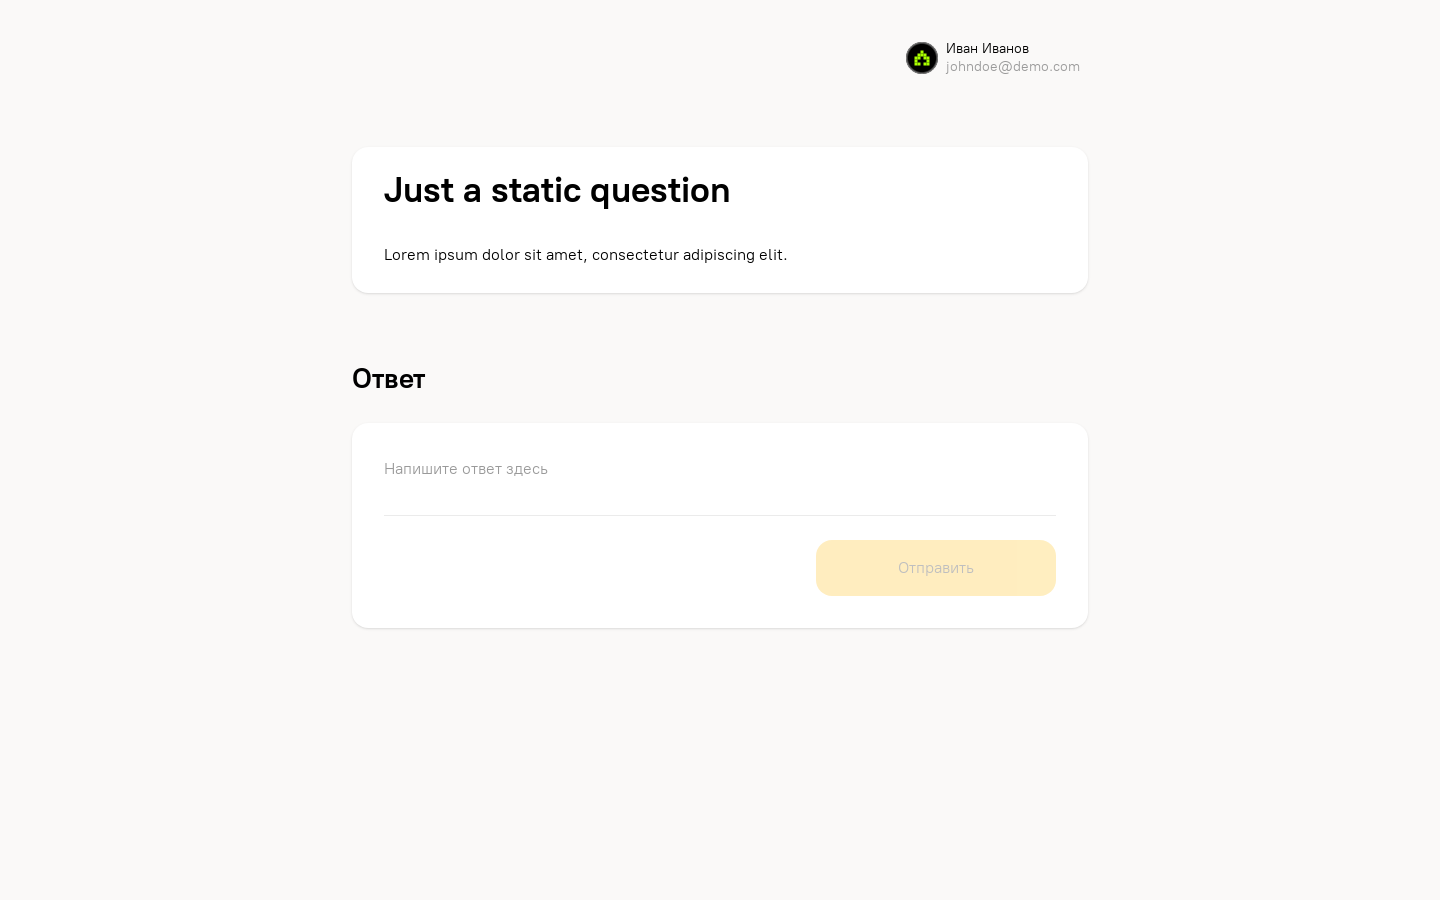 Иван Иванов
johndoe@demo.com
Just a static question
Lorem ipsum dolor sit amet, consectetur adipiscing elit.
Ответ
Напишите ответ здесь
Отправить